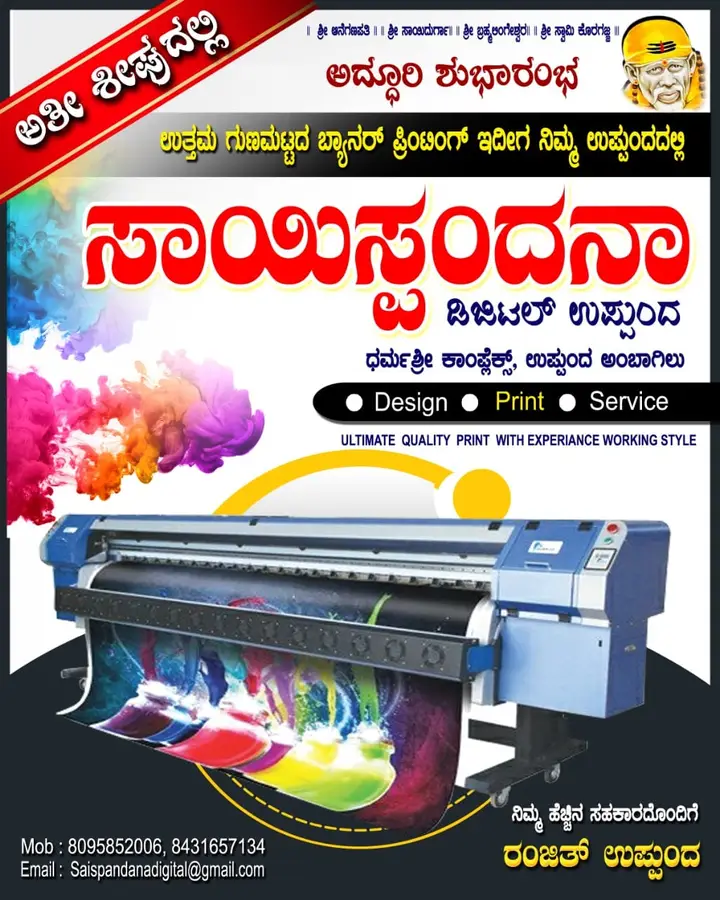 ಅತೀ ಶೀಘ್ರದಲ್ಲಿ
॥ ಶ್ರೀ ಆನೆಗಣಪತಿ ॥ ॥ ಶ್ರೀ ಸಾಯಿದುರ್ಗಾ ॥ ॥ ಶ್ರೀ ಬ್ರಹ್ಮಲಿಂಗೇಶ್ವರ ॥ ॥ ಶ್ರೀ ಸ್ವಾಮಿ ಕೊರಗಜ್ಜ ॥
ಅದ್ಧೂರಿ ಶುಭಾರಂಭ
ಉತ್ತಮ ಗುಣಮಟ್ಟದ ಬ್ಯಾನರ್ ಪ್ರಿಂಟಿಂಗ್ ಇದೀಗ ನಿಮ್ಮ ಉಪ್ಪುಂದದಲ್ಲಿ
ಸಾಯಿಸ್ಪಂದನಾ
ಡಿಜಿಟಲ್ ಉಪ್ಪುಂದ
ಧರ್ಮಶ್ರೀ ಕಾಂಪ್ಲೆಕ್ಸ್, ಉಪ್ಪುಂದ ಅಂಬಾಗಿಲು
● Design ● Print ● Service
ULTIMATE QUALITY PRINT WITH EXPERIANCE WORKING STYLE
ನಿಮ್ಮ ಹೆಚ್ಚಿನ ಸಹಕಾರದೊಂದಿಗೆ
ರಂಜಿತ್ ಉಪ್ಪುಂದ
Mob : 8095852006, 8431657134
Email : Saispandanadigital@gmail.com